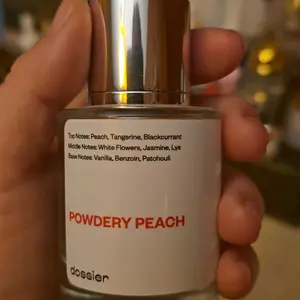 Top Notes: Peach, Tangerine, Blackcurrant
Middle Notes: White Flowers, Jasmine, Lys
Base Notes: Vanilla, Benzoin, Patchouli
POWDERY PEACH
dossier